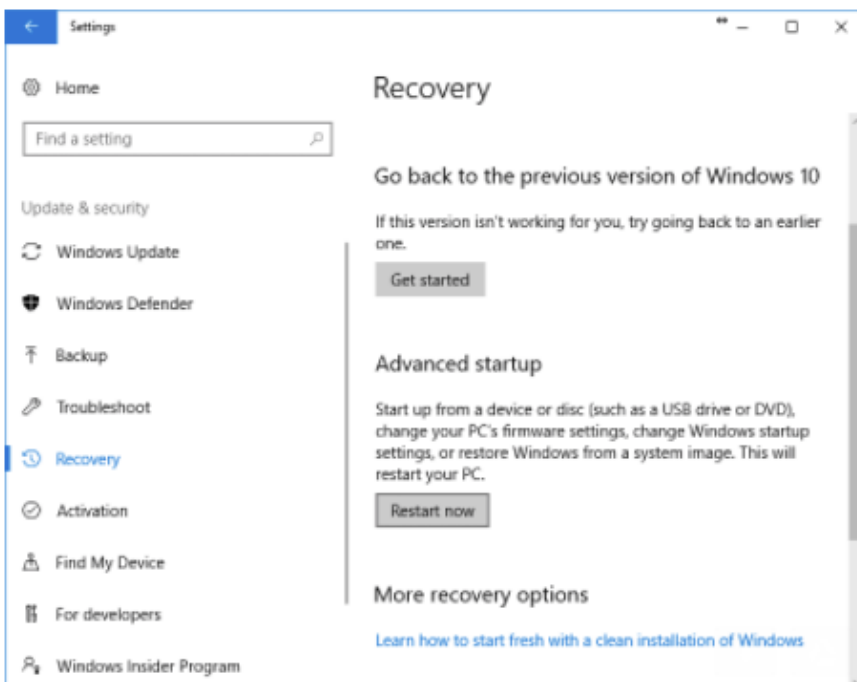 Settings
Home
Find a setting
Update & security
Windows Update
Windows Defender
Backup
Troubleshoot
Recovery
Activation
Find My Device
For developers
Windows Insider Program
Recovery
Go back to the previous version of Windows 10
If this version isn't working for you, try going back to an earlier
one.
Get started
Advanced startup
Start up from a device or disc (such as a USB drive or DVD),
change your PC's firmware settings, change Windows startup
settings, or restore Windows from a system image. This will
restart your PC.
Restart now
More recovery options
Learn how to start fresh with a clean installation of Windows